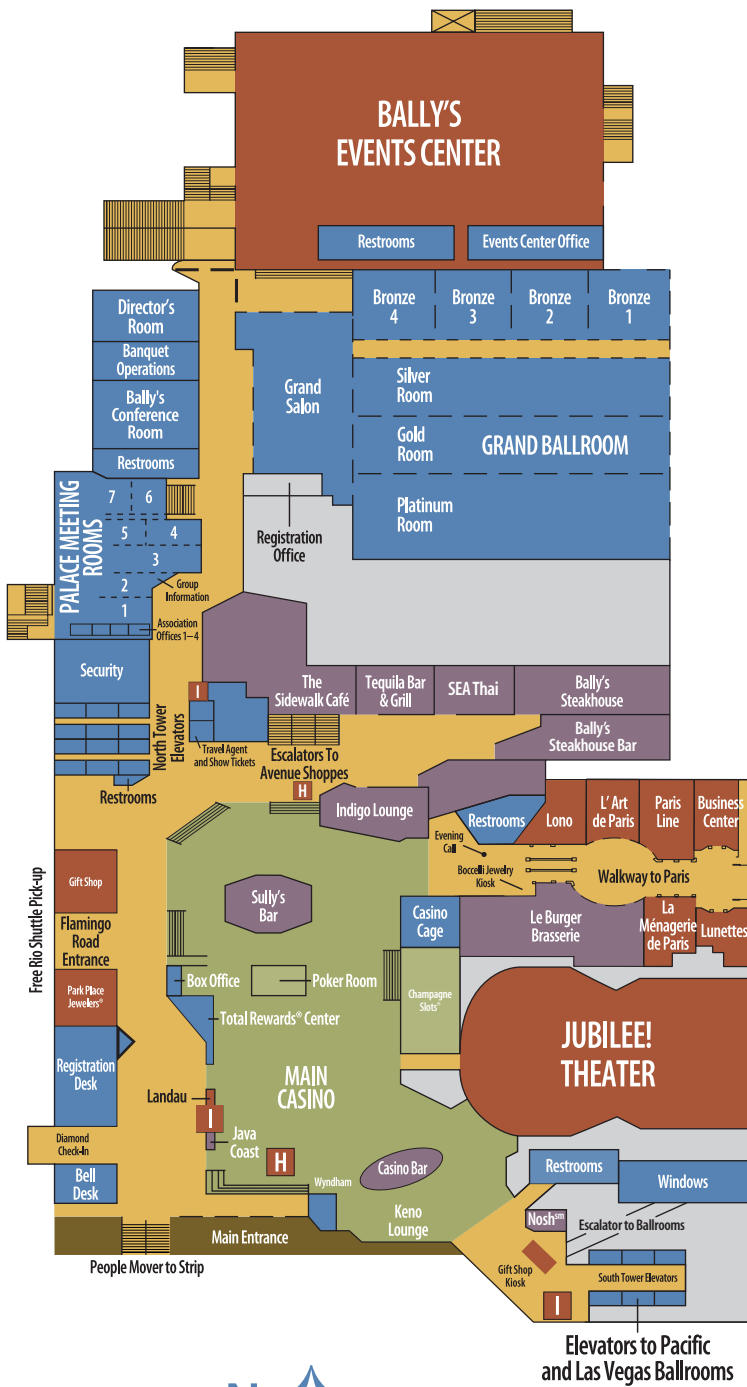 BALLY'S
EVENTS CENTER
Restrooms
Events Center Office
Director's
Room
Banquet
Operations
Bally's
Conference
Room
Restrooms
Bronze
4
Bronze
3
Bronze
2
Bronze
1
Grand
Salon
Silver
Room
Gold
Room
GRAND BALLROOM
Platinum
Room
Registration
Office
PALACE MEETING
ROOMS
7
6
5
4
3
2
1
Group
Information
Association
Offices 1–4
Security
North Tower
Elevators
Restrooms
I
Travel Agent
and Show Tickets
The
Sidewalk Café
Tequila Bar
& Grill
SEA Thai
Bally's
Steakhouse
Bally's
Steakhouse Bar
Escalators To
Avenue Shoppes
H
Indigo Lounge
Restrooms
Lono
L' Art
de Paris
Paris
Line
Business
Center
Evening
Call
Boccelli Jewelry
Kiosk
Walkway to Paris
Free Rio Shuttle Pick-up
Gift Shop
Flamingo
Road
Entrance
Park Place
Jewelers®
Registration
Desk
Diamond
Check-In
Bell
Desk
Sully's
Bar
Casino
Cage
Le Burger
Brasserie
La
Ménagerie
de Paris
Lunettes
Box Office
Poker Room
Champagne
Slots®
Total Rewards® Center
JUBILEE!
THEATER
MAIN
CASINO
Landau
I
Java
Coast
H
Casino Bar
Wyndham
Keno
Lounge
Restrooms
Windows
Noshsm
Escalator to Ballrooms
Main Entrance
People Mover to Strip
Gift Shop
Kiosk
South Tower Elevators
I
Elevators to Pacific
and Las Vegas Ballrooms
N